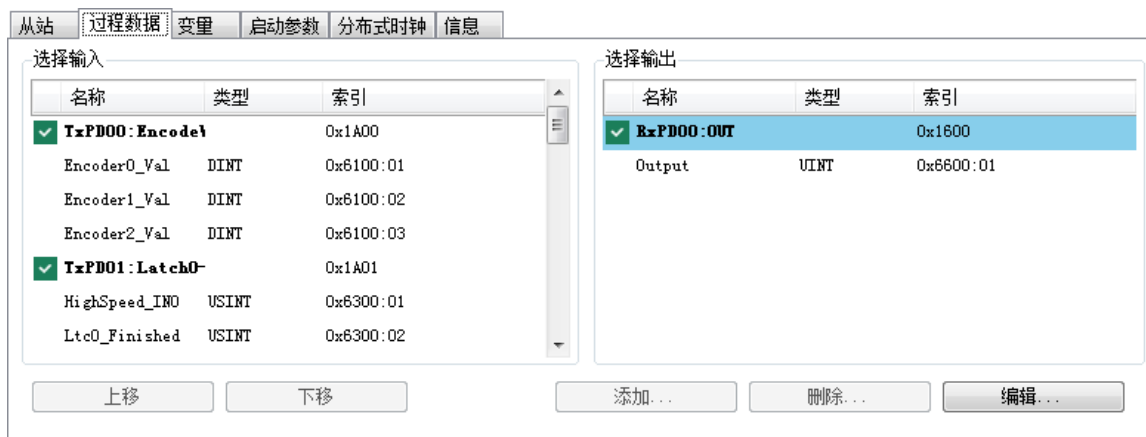 从站 过程数据 变量 启动参数 分布式时钟 信息
选择输入
名称 类型 索引
TxPDO0:EncodeV 0x1A00
Encoder0_Val DINT 0x6100:01
Encoder1_Val DINT 0x6100:02
Encoder2_Val DINT 0x6100:03
TxPDO1:Latch0- 0x1A01
HighSpeed_IN0 USINT 0x6300:01
Ltc0_Finished USINT 0x6300:02
选择输出
名称 类型 索引
RxPDO0:OUT 0x1600
Output UINT 0x6600:01
上移 下移 添加... 删除... 编辑...